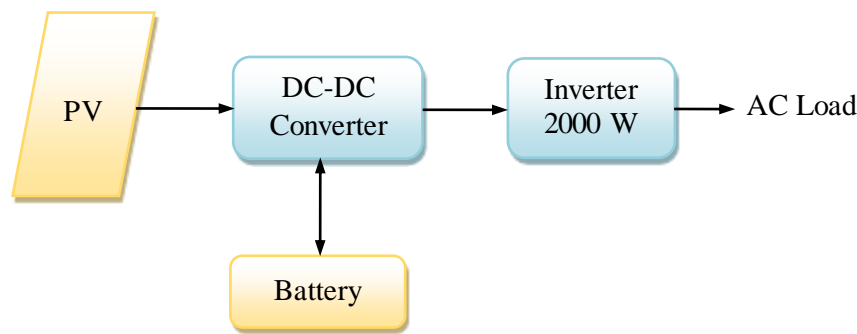 PV
DC-DC
Converter
Inverter
2000 W
AC Load
Battery